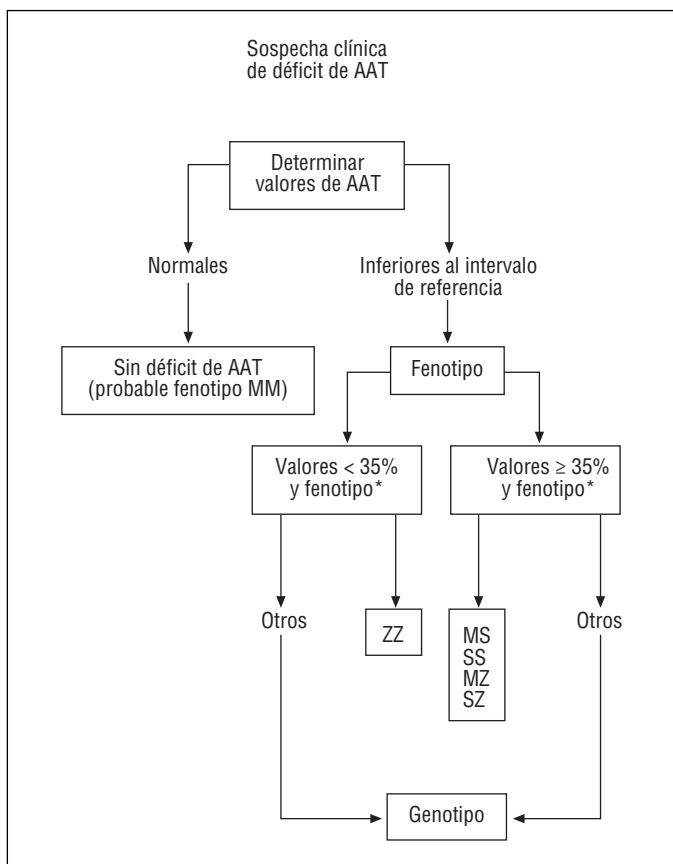 Sospecha clínica
de déficit de AAT
Determinar
valores de AAT
Normales
Inferiores al intervalo
de referencia
Sin déficit de AAT
(probable fenotipo MM)
Fenotipo
Valores < 35%
y fenotipo*
Valores ≥ 35%
y fenotipo*
Otros
ZZ
MS
SS
MZ
SZ
Otros
Genotipo